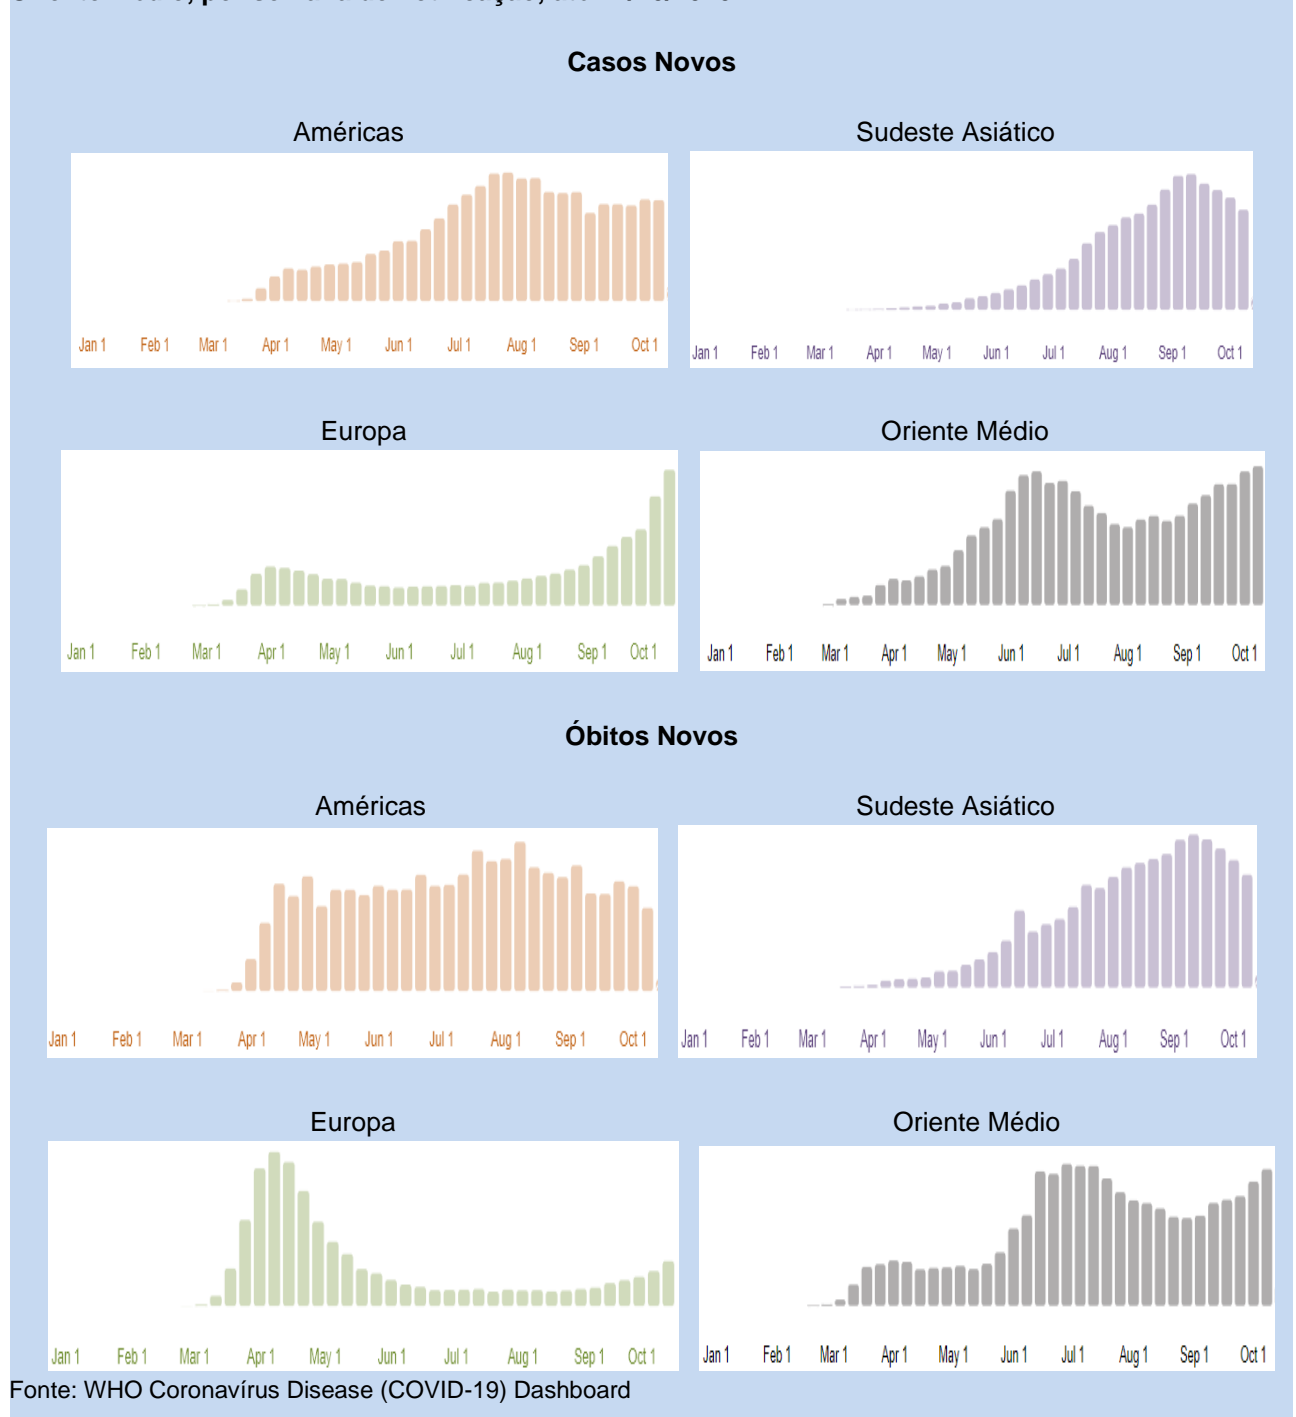 Casos Novos
Américas Sudeste Asiático
Jan 1 Feb 1 Mar 1 Apr 1 May 1 Jun 1 Jul 1 Aug 1 Sep 1 Oct 1
Jan 1 Feb 1 Mar 1 Apr 1 May 1 Jun 1 Jul 1 Aug 1 Sep 1 Oct 1
Europa Oriente Médio
Jan 1 Feb 1 Mar 1 Apr 1 May 1 Jun 1 Jul 1 Aug 1 Sep 1 Oct 1
Jan 1 Feb 1 Mar 1 Apr 1 May 1 Jun 1 Jul 1 Aug 1 Sep 1 Oct 1
Óbitos Novos
Américas Sudeste Asiático
Jan 1 Feb 1 Mar 1 Apr 1 May 1 Jun 1 Jul 1 Aug 1 Sep 1 Oct 1
Jan 1 Feb 1 Mar 1 Apr 1 May 1 Jun 1 Jul 1 Aug 1 Sep 1 Oct 1
Europa Oriente Médio
Jan 1 Feb 1 Mar 1 Apr 1 May 1 Jun 1 Jul 1 Aug 1 Sep 1 Oct 1
Jan 1 Feb 1 Mar 1 Apr 1 May 1 Jun 1 Jul 1 Aug 1 Sep 1 Oct 1
Fonte: WHO Coronavírus Disease (COVID-19) Dashboard